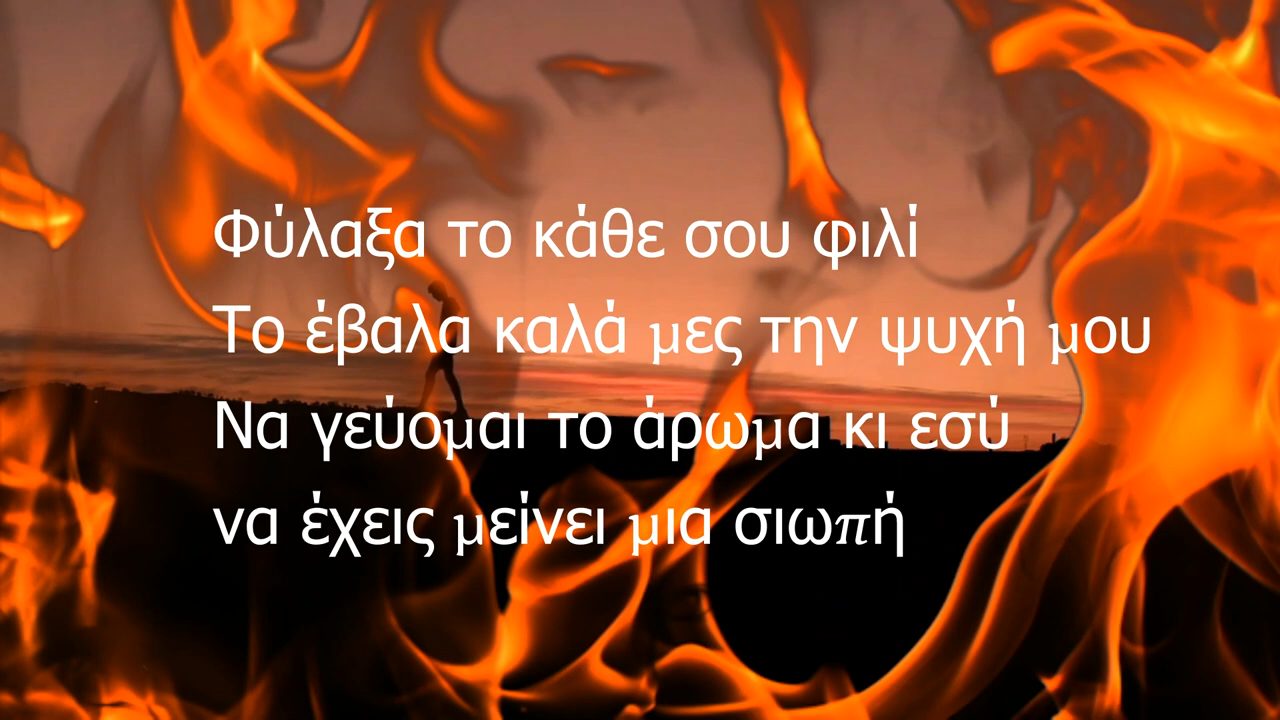 Φύλαξα το κάθε σου φιλί
Το έβαλα καλά μες την ψυχή μου
Να γεύομαι το άρωμα κι εσύ
να έχεις μείνει μια σιωπή